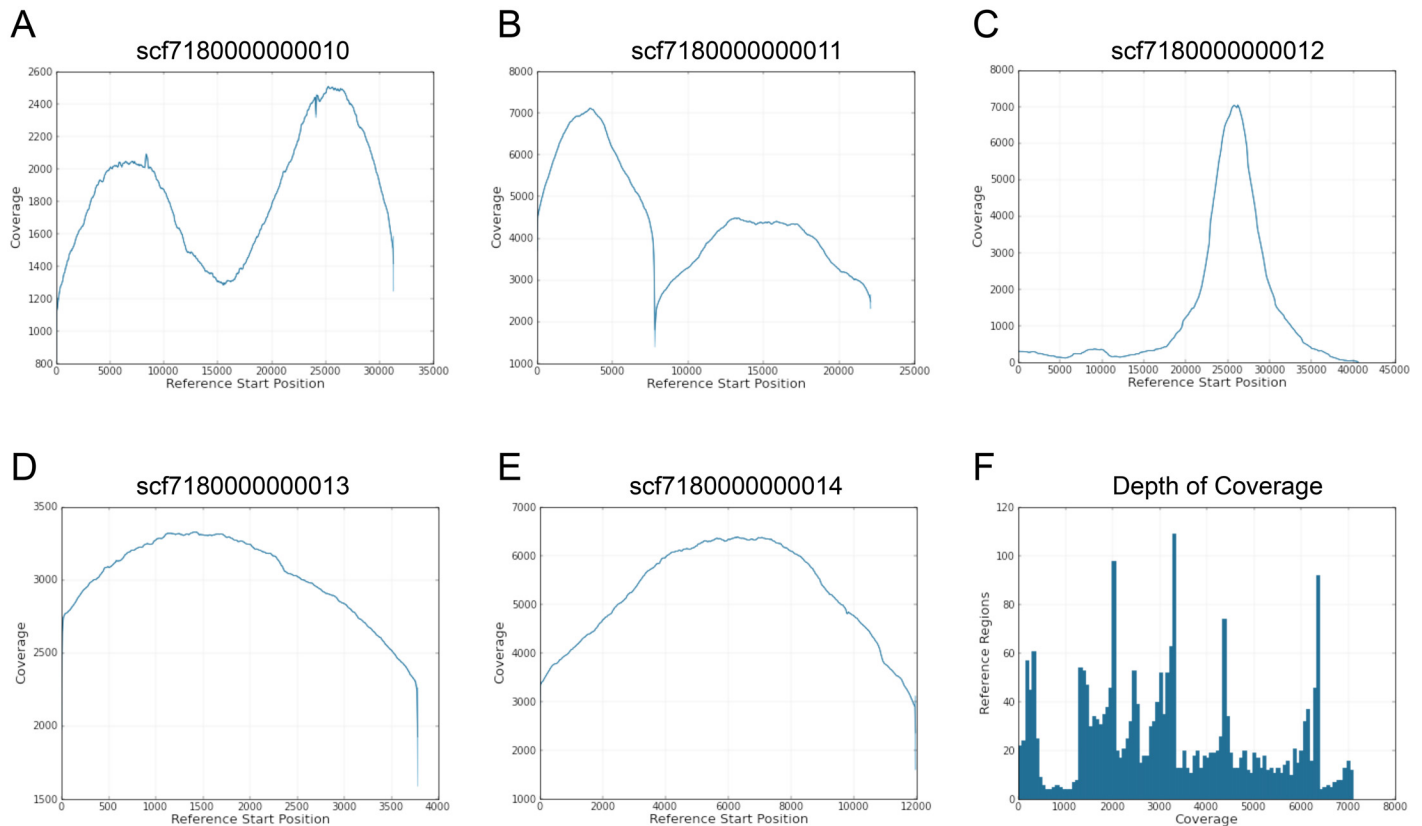 A
scf7180000000010
2600
2400
2200
2000
1800
1600
1400
1200
1000
800
Coverage
0 5000 10000 15000 20000 25000 30000 35000
Reference Start Position
B
scf7180000000011
8000
7000
6000
5000
4000
3000
2000
1000
Coverage
0 5000 10000 15000 20000 25000
Reference Start Position
C
scf7180000000012
8000
7000
6000
5000
4000
3000
2000
1000
0
Coverage
0 5000 10000 15000 20000 25000 30000 35000 40000 45000
Reference Start Position
D
scf7180000000013
3500
3000
2500
2000
1500
Coverage
0 500 1000 1500 2000 2500 3000 3500 4000
Reference Start Position
E
scf7180000000014
7000
6000
5000
4000
3000
2000
1000
Coverage
0 2000 4000 6000 8000 10000 12000
Reference Start Position
F
Depth of Coverage
120
100
80
60
40
20
0
Reference Regions
0 1000 2000 3000 4000 5000 6000 7000 8000
Coverage